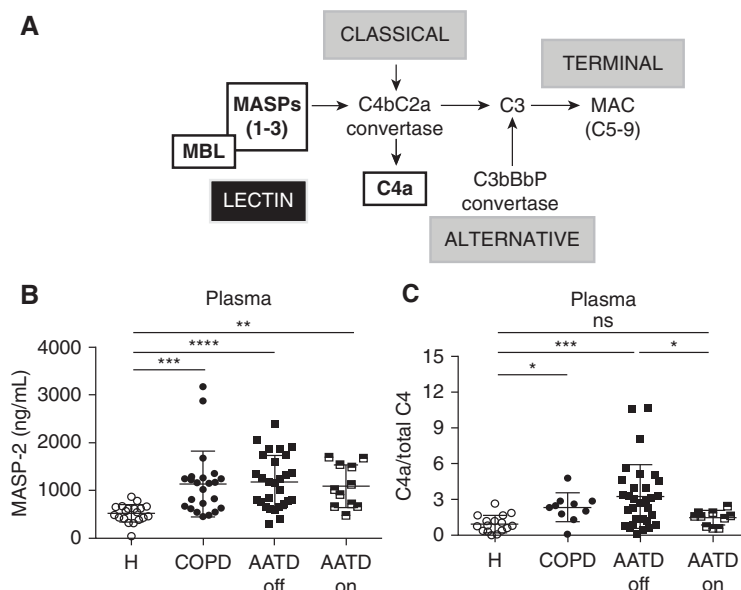 A
CLASSICAL
TERMINAL
MASPs
(1-3)
C4bC2a
convertase
C3
MAC
(C5-9)
MBL
C4a
C3bBbP
convertase
LECTIN
ALTERNATIVE
B
Plasma
**
****
***
MASP-2 (ng/mL)
4000
3000
2000
1000
0
H
COPD
AATD
off
AATD
on
C
Plasma
ns
***
*
*
C4a/total C4
15
12
9
6
3
0
H
COPD
AATD
off
AATD
on